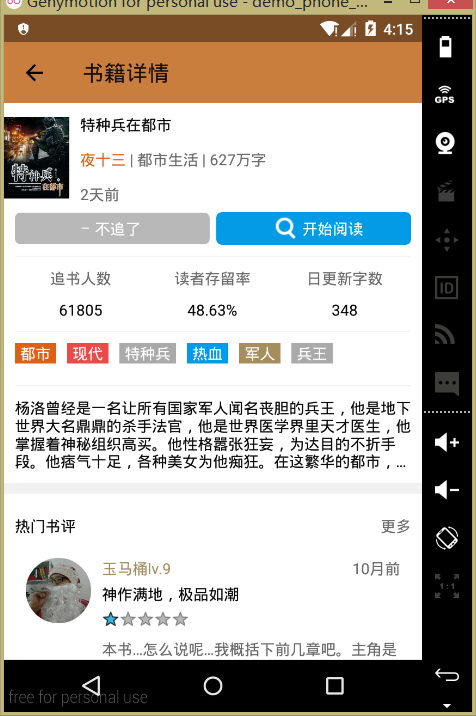 Genymotion for personal use - demo_phone_...
4:15
书籍详情
特种兵在都市
夜十三 | 都市生活 | 627万字
2天前
特种兵
在都市
－ 不追了
开始阅读
追书人数 读者存留率 日更新字数
61805 48.63% 348
都市 现代 特种兵 热血 军人 兵王
杨洛曾经是一名让所有国家军人闻名丧胆的兵王，他是地下
世界大名鼎鼎的杀手法官，他是世界医学界里天才医生，他
掌握着神秘组织高买。他性格嚣张狂妄，为达目的不折手
段。他痞气十足，各种美女为他痴狂。在这繁华的都市，...
热门书评 更多
玉马桶lv.9 10月前
神作满地，极品如潮
本书...怎么说呢...我概括下前几章吧。主角是
free for personal use
GPS
ID
1:1